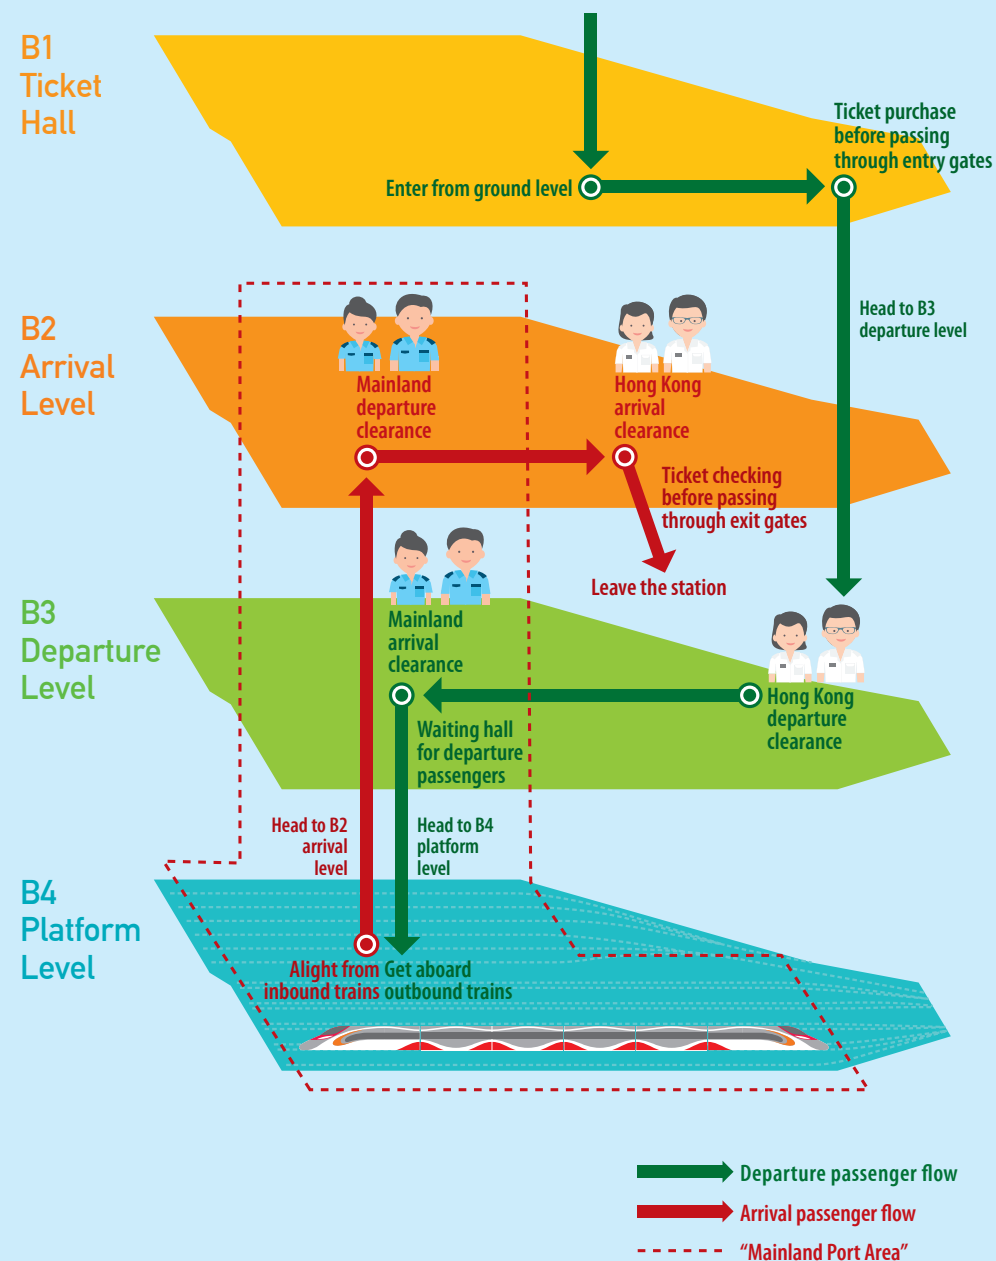 B1
Ticket
Hall
Ticket purchase
before passing
through entry gates
Enter from ground level
Head to B3
departure level
B2
Arrival
Level
Mainland
departure
clearance
Hong Kong
arrival
clearance
Ticket checking
before passing
through exit gates
Leave the station
B3
Departure
Level
Mainland
arrival
clearance
Hong Kong
departure
clearance
Waiting hall
for departure
passengers
Head to B2
arrival
level
Head to B4
platform
level
B4
Platform
Level
Alight from
inbound trains
Get aboard
outbound trains
Departure passenger flow
Arrival passenger flow
“Mainland Port Area”